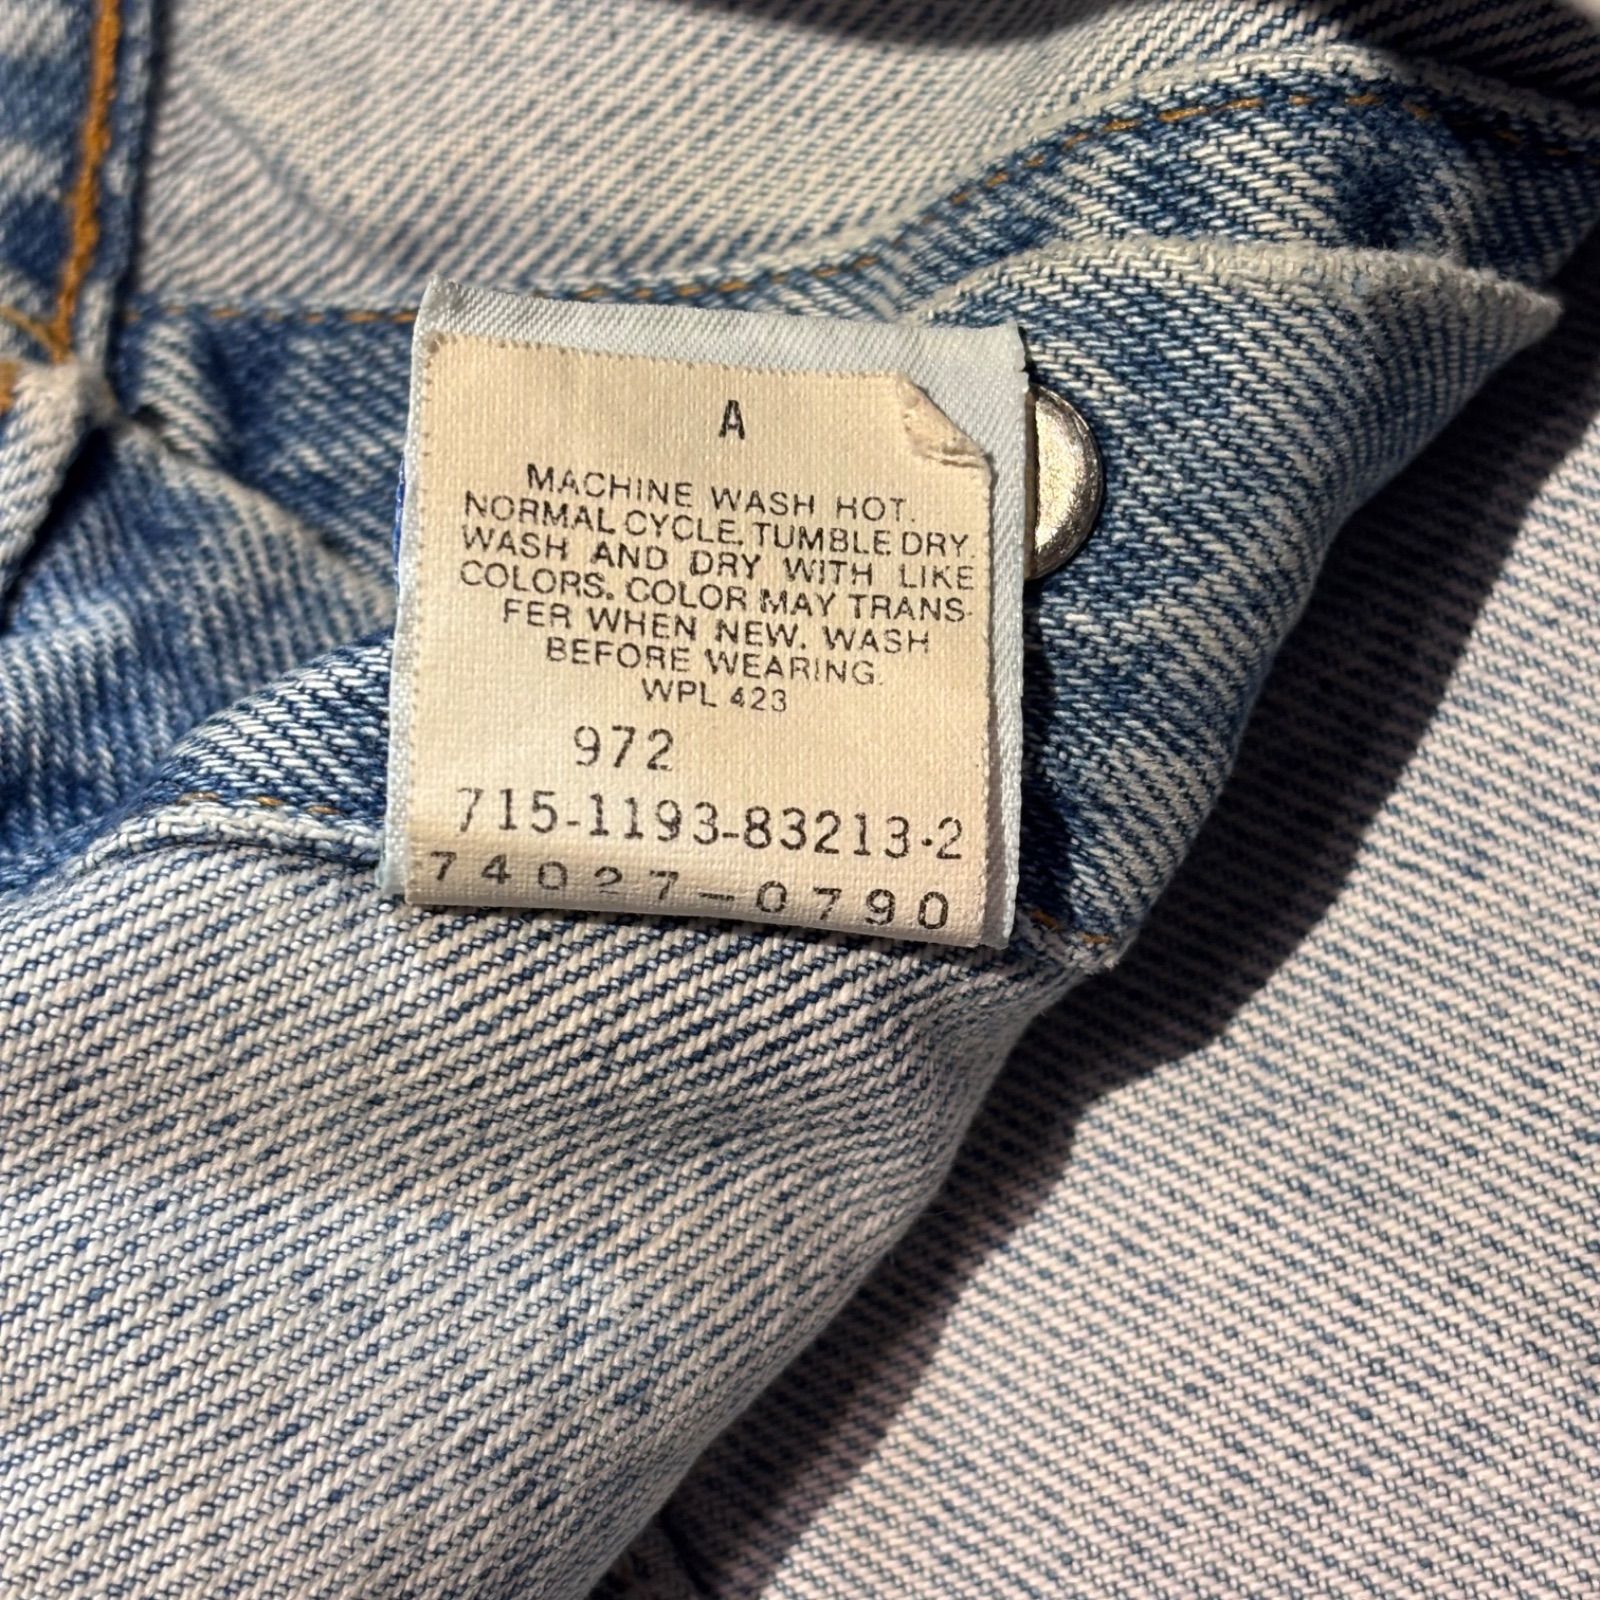 A
MACHINE WASH HOT.
NORMAL CYCLE. TUMBLE DRY.
WASH AND DRY WITH LIKE
COLORS. COLOR MAY TRANS-
FER WHEN NEW. WASH
BEFORE WEARING.
WPL 423
972
715-1193-83213-2
74027-0790